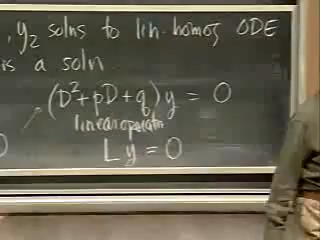 , y₂ solns to lin. homog ODE
is a soln.
(D²+pD+q)y = 0
linear operator
Ly = 0